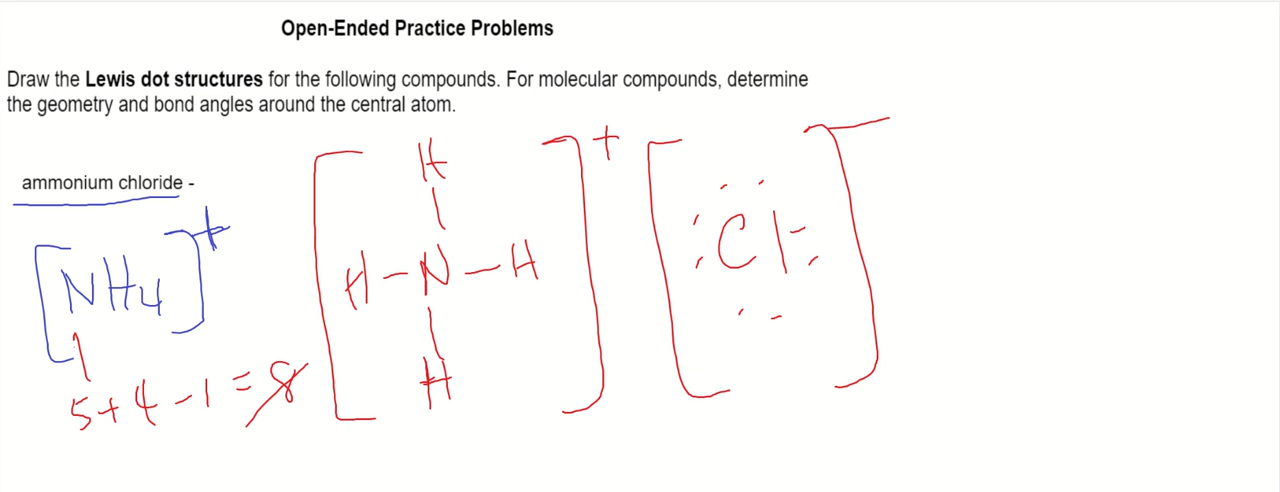 Open-Ended Practice Problems
Draw the Lewis dot structures for the following compounds. For molecular compounds, determine
the geometry and bond angles around the central atom.
ammonium chloride -
[NH4]+
5+4-1=8
[
H
|
H-N-H
|
H
]+
[:Cl:]-